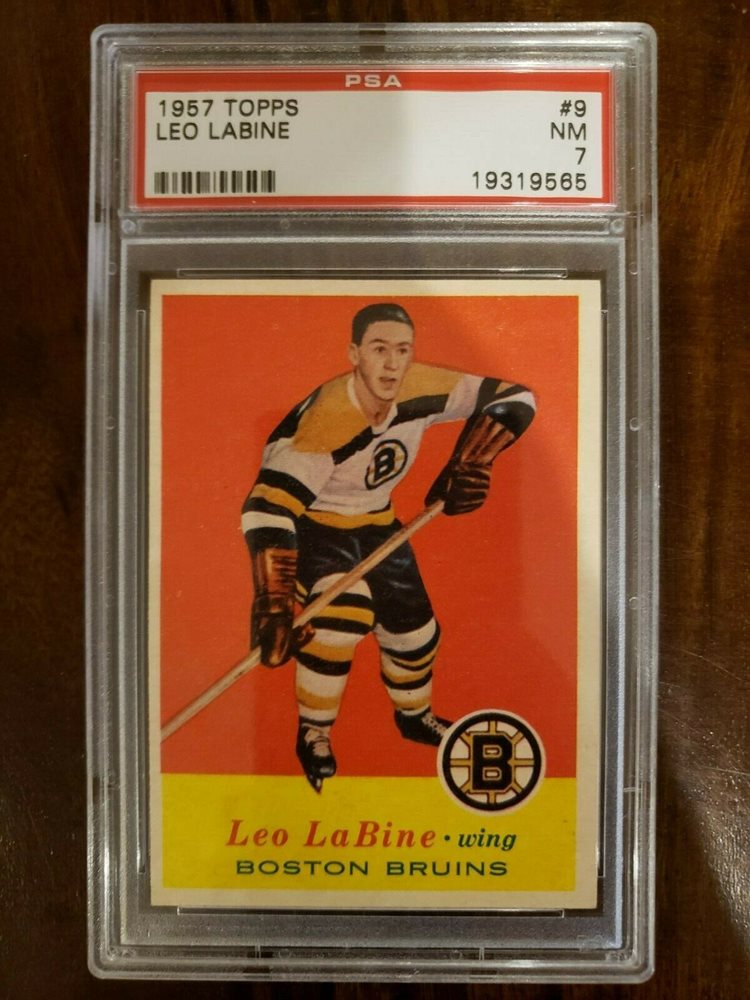 PSA
1957 TOPPS #9
LEO LABINE NM
7
19319565
B
B
Leo LaBine · wing
BOSTON BRUINS